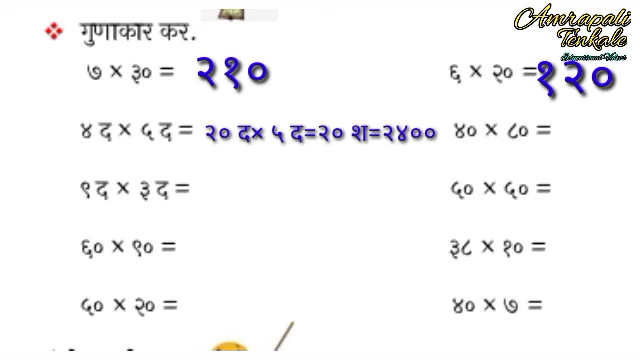 Amrapali
Tenkale
❖ गुणाकार कर.
७ × ३० = २१०
६ × २० = १२०
४ द × ५ द = २० द× ५ द=२० श=२४००
४० × ८० =
९ द × ३ द =
५० × ५० =
६० × ९० =
३८ × १० =
५० × २० =
४० × ७ =